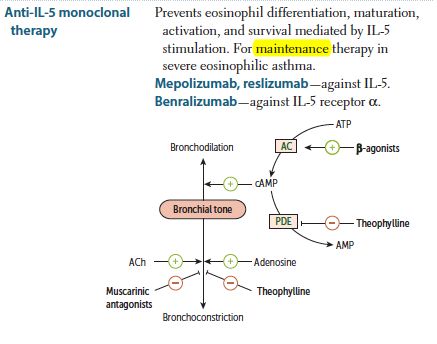 Anti-IL-5 monoclonal
therapy
Prevents eosinophil differentiation, maturation,
activation, and survival mediated by IL-5
stimulation. For maintenance therapy in
severe eosinophilic asthma.
Mepolizumab, reslizumab—against IL-5.
Benralizumab—against IL-5 receptor α.
ATP
Bronchodilation
AC
+
β-agonists
+
cAMP
Bronchial tone
PDE
−
Theophylline
AMP
ACh
+
+
Adenosine
−
−
Muscarinic
antagonists
Theophylline
Bronchoconstriction